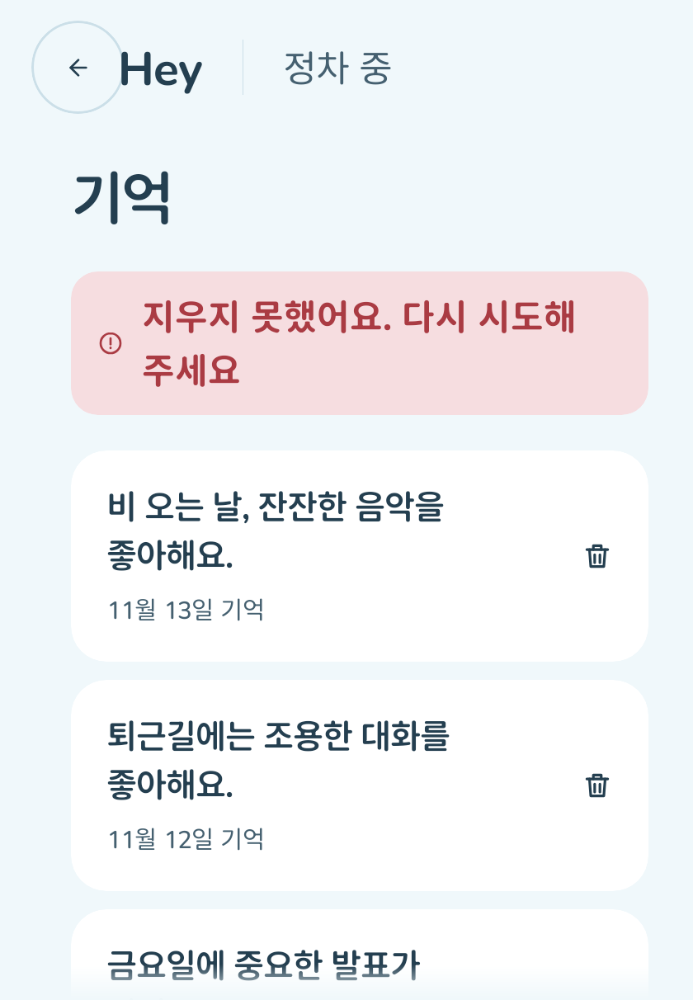 Hey
정차 중
기억
지우지 못했어요. 다시 시도해
주세요
비 오는 날, 잔잔한 음악을
좋아해요.
11월 13일 기억
퇴근길에는 조용한 대화를
좋아해요.
11월 12일 기억
금요일에 중요한 발표가